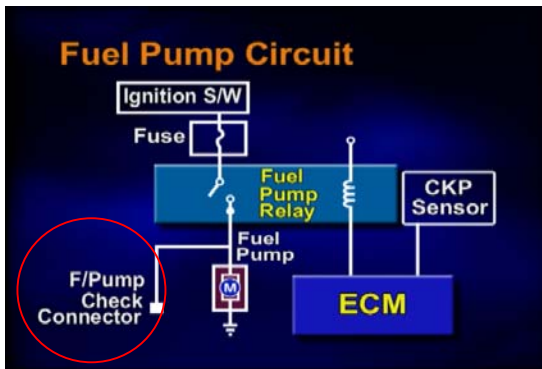 Fuel Pump Circuit
Ignition S/W
Fuse
Fuel
Pump
Relay
CKP
Sensor
Fuel
Pump
F/Pump
Check
Connector
M
ECM